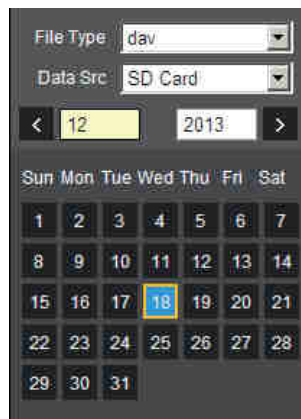 File Type dav
Data Src SD Card
< 12 2013 >
Sun Mon Tue Wed Thu Fri Sat
1 2 3 4 5 6 7
8 9 10 11 12 13 14
15 16 17 18 19 20 21
22 23 24 25 26 27 28
29 30 31